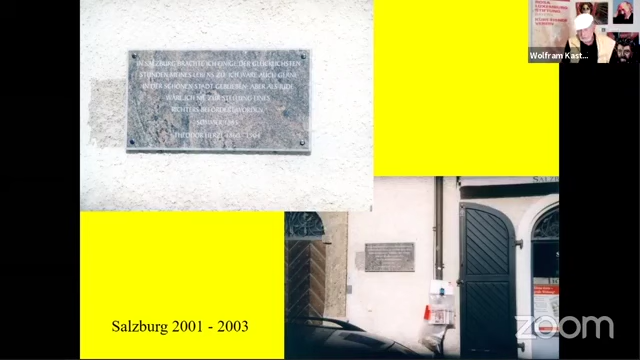 IN SALZBURG BRACHTE ICH EINIGE DER GLÜCKLICHSTEN
STUNDEN MEINES LEBENS ZU. ICH WÄRE AUCH GERNE
IN DER SCHÖNEN STADT GEBLIEBEN; ABER ALS JUDE
WÄRE ICH NIE ZUR STELLUNG EINES
RICHTERS BEFÖRDERT WORDEN.
THEODOR HERZL 1860 - 1904
Salzburg 2001 - 2003
Wolfram Kast...
zoom